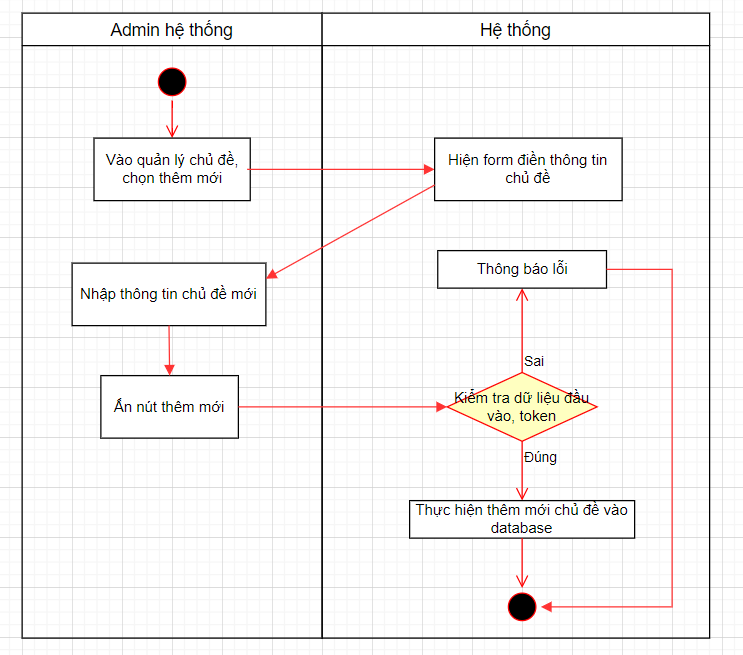 Admin hệ thống
Hệ thống
Vào quản lý chủ đề,
chọn thêm mới
Hiện form điền thông tin
chủ đề
Nhập thông tin chủ đề mới
Thông báo lỗi
Sai
Ấn nút thêm mới
Kiểm tra dữ liệu đầu
vào, token
Đúng
Thực hiện thêm mới chủ đề vào
database